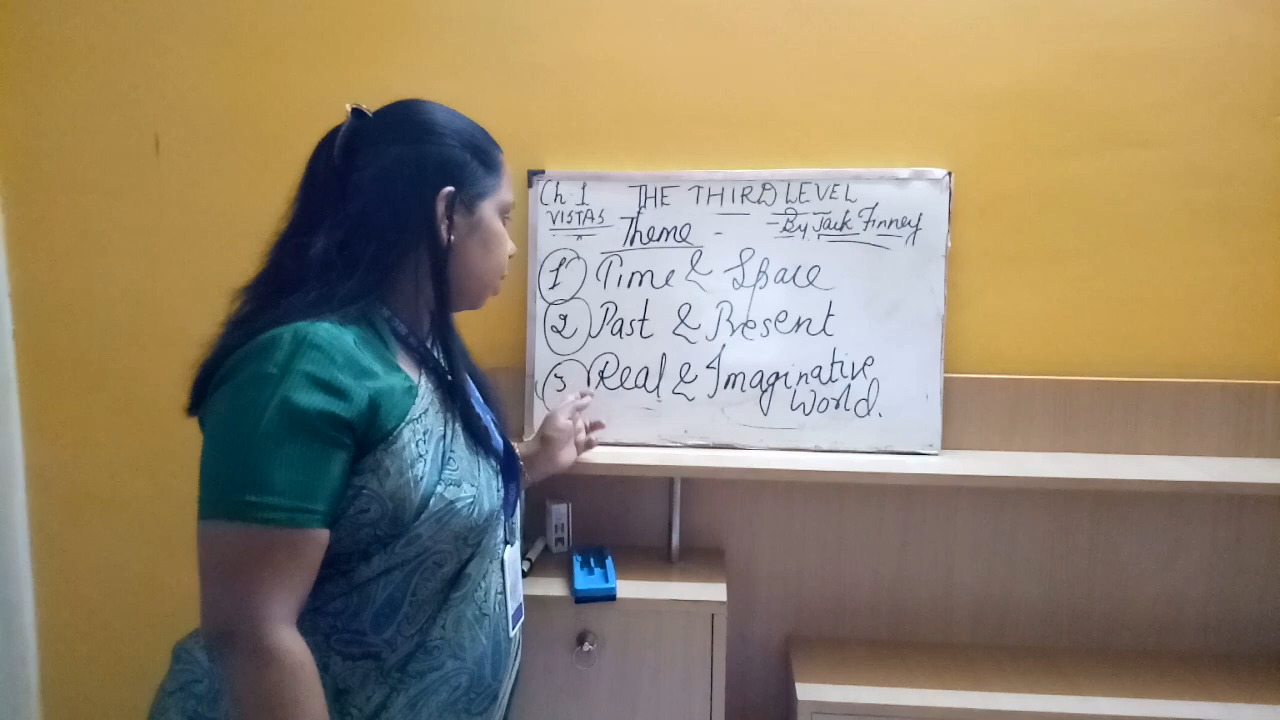 Ch. 1 THE THIRD LEVEL
VISTAS
- By Jack Finney
Theme -
1 Time & Space
2 Past & Present
3 Real & Imaginative
World.